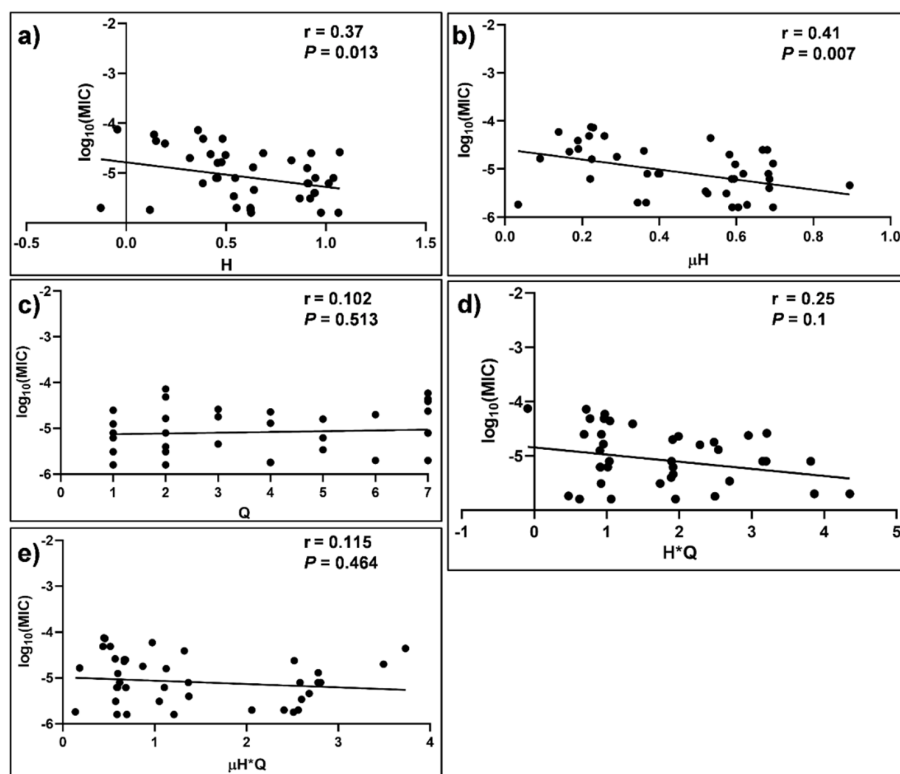 a)
r = 0.37
P = 0.013
log10(MIC)
-2
-3
-4
-5
-6
-0.5 0.0 0.5 1.0 1.5
H
b)
r = 0.41
P = 0.007
log10(MIC)
-2
-3
-4
-5
-6
0.0 0.2 0.4 0.6 0.8 1.0
μH
c)
r = 0.102
P = 0.513
log10(MIC)
-2
-3
-4
-5
-6
0 1 2 3 4 5 6 7
Q
d)
r = 0.25
P = 0.1
log10(MIC)
-2
-3
-4
-5
-1 0 1 2 3 4 5
H*Q
e)
r = 0.115
P = 0.464
log10(MIC)
-2
-3
-4
-5
-6
0 1 2 3 4
μH*Q